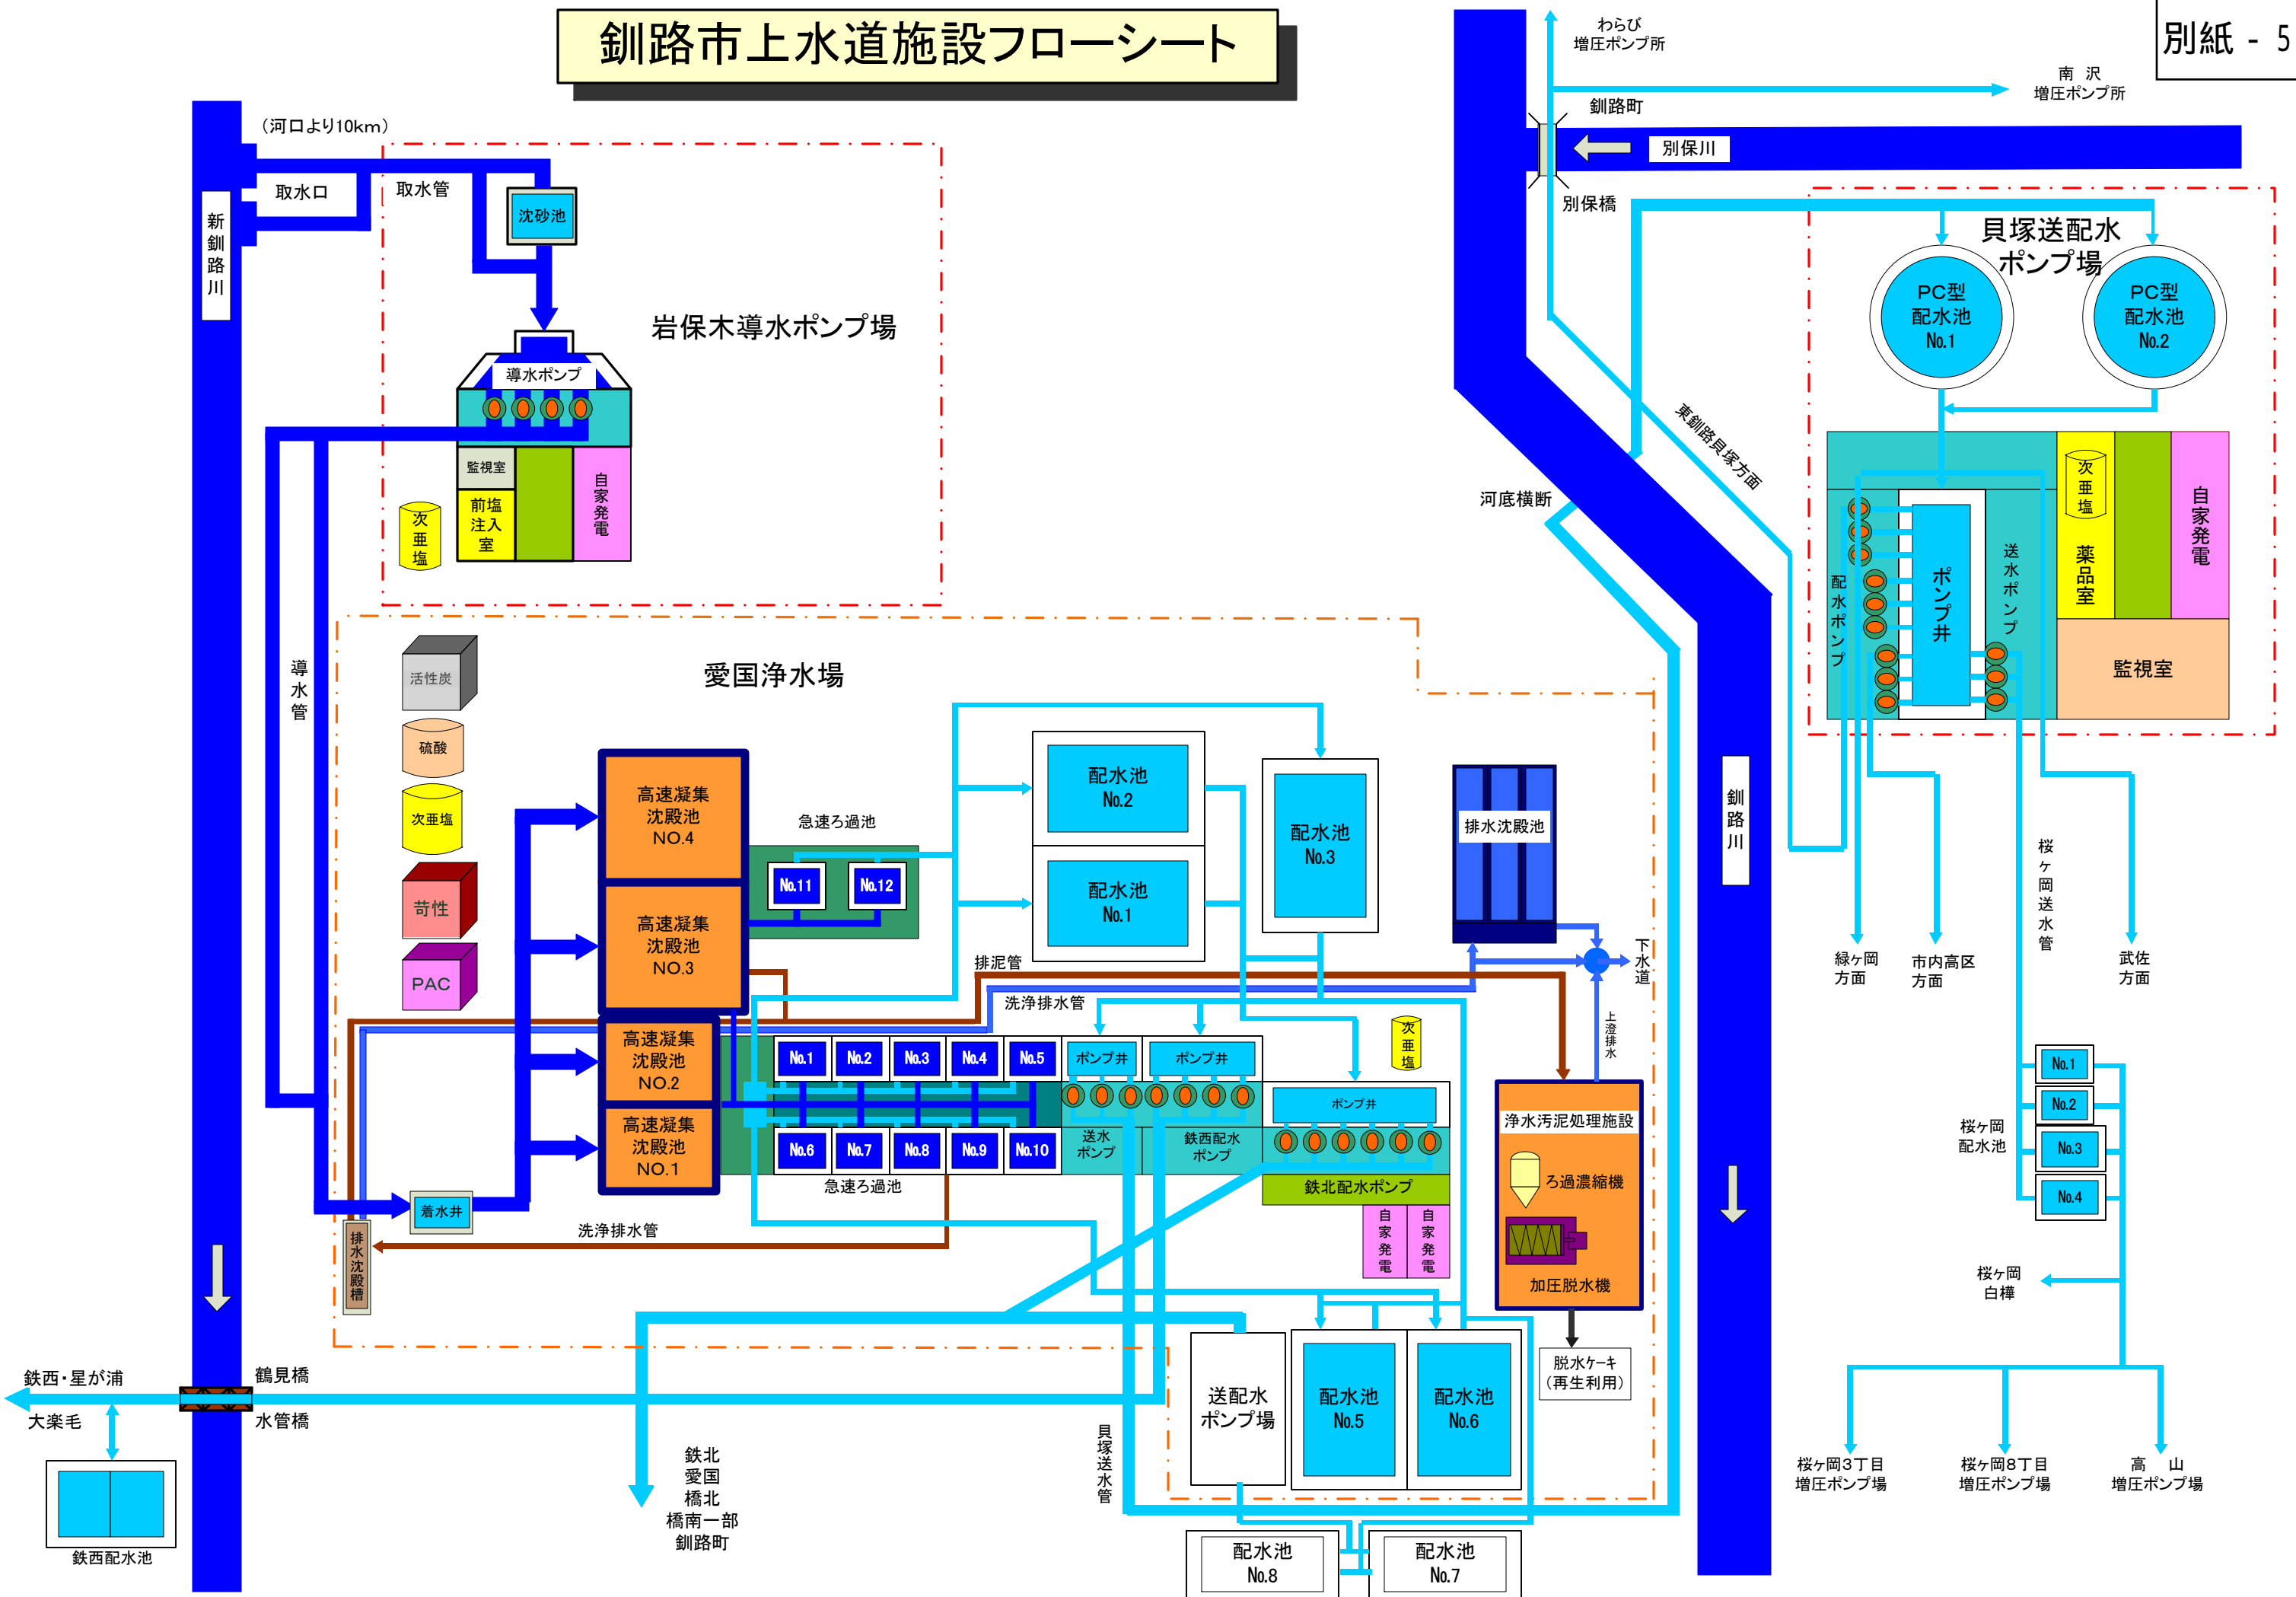 釧路市上水道施設フローシート
別紙 - 5
わらび
増圧ポンプ所
南 沢
増圧ポンプ所
釧路町
別保川
別保橋
(河口より10km)
取水口
取水管
沈砂池
新釧路川
岩保木導水ポンプ場
導水ポンプ
監視室
前塩
注入
室
自家発電
次亜塩
導水管
貝塚送配水
ポンプ場
PC型
配水池
No.1
PC型
配水池
No.2
東釧路貝塚方面
河底横断
配水ポンプ
ポンプ井
送水ポンプ
次亜塩
薬品室
自家発電
監視室
愛国浄水場
活性炭
硫酸
次亜塩
苛性
PAC
高速凝集
沈殿池
NO.4
高速凝集
沈殿池
NO.3
高速凝集
沈殿池
NO.2
高速凝集
沈殿池
NO.1
急速ろ過池
No.11
No.12
配水池
No.2
配水池
No.1
配水池
No.3
排水沈殿池
下水道
排泥管
洗浄排水管
上澄排水
釧路川
No.1
No.2
No.3
No.4
No.5
ポンプ井
ポンプ井
次亜塩
ポンプ井
No.6
No.7
No.8
No.9
No.10
送水
ポンプ
鉄西配水
ポンプ
急速ろ過池
鉄北配水ポンプ
自家発電
自家発電
着水井
排水沈殿槽
洗浄排水管
浄水汚泥処理施設
ろ過濃縮機
加圧脱水機
脱水ケーキ
(再生利用)
緑ヶ岡
方面
市内高区
方面
桜ヶ岡送水管
武佐
方面
No.1
No.2
No.3
No.4
桜ヶ岡
配水池
桜ヶ岡
白樺
桜ヶ岡3丁目
増圧ポンプ場
桜ヶ岡8丁目
増圧ポンプ場
高 山
増圧ポンプ場
鉄西・星が浦
大楽毛
鶴見橋
水管橋
鉄西配水池
鉄北
愛国
橋北
橋南一部
釧路町
貝塚送水管
送配水
ポンプ場
配水池
No.5
配水池
No.6
配水池
No.8
配水池
No.7